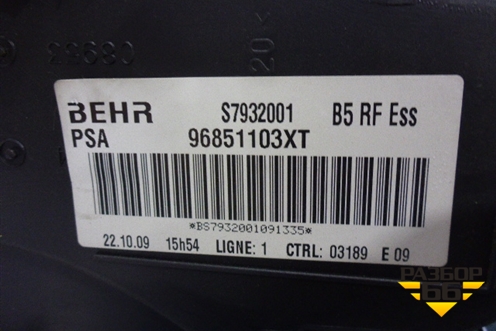 20
BEHR S7932001 B5 RF Ess
PSA 96851103XT
*BS7932001091335*
22.10.09 15h54 LIGNE: 1 CTRL: 03189 E 09
РАЗБОР
66